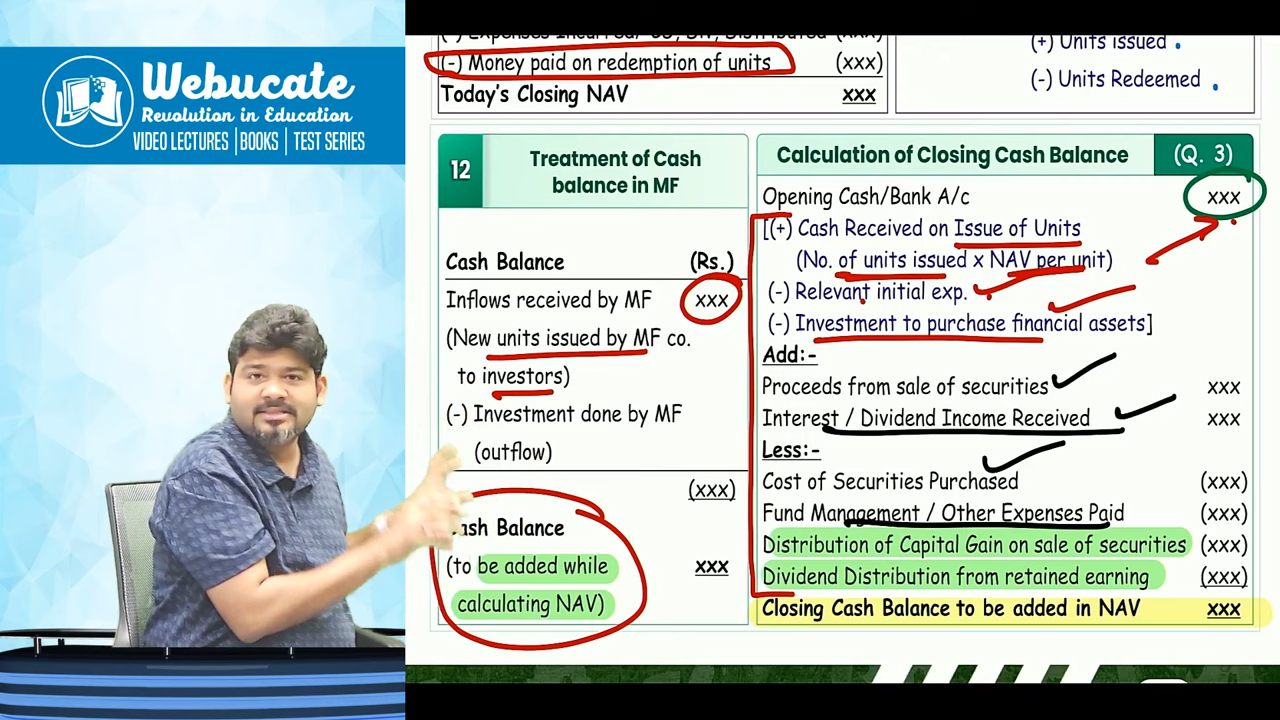 Webucate
Revolution in Education
VIDEO LECTURES | BOOKS | TEST SERIES
(-) Money paid on redemption of units (xxx)
Today's Closing NAV xxx
(+) Units issued
(-) Units Redeemed
12
Treatment of Cash
balance in MF
Cash Balance (Rs.)
Inflows received by MF xxx
(New units issued by MF co.
to investors)
(-) Investment done by MF
(outflow)
(xxx)
Cash Balance
(to be added while xxx
calculating NAV)
Calculation of Closing Cash Balance (Q. 3)
Opening Cash/Bank A/c xxx
[(+) Cash Received on Issue of Units
(No. of units issued x NAV per unit)
(-) Relevant initial exp.
(-) Investment to purchase financial assets]
Add:-
Proceeds from sale of securities xxx
Interest / Dividend Income Received xxx
Less:-
Cost of Securities Purchased (xxx)
Fund Management / Other Expenses Paid (xxx)
Distribution of Capital Gain on sale of securities (xxx)
Dividend Distribution from retained earning (xxx)
Closing Cash Balance to be added in NAV xxx